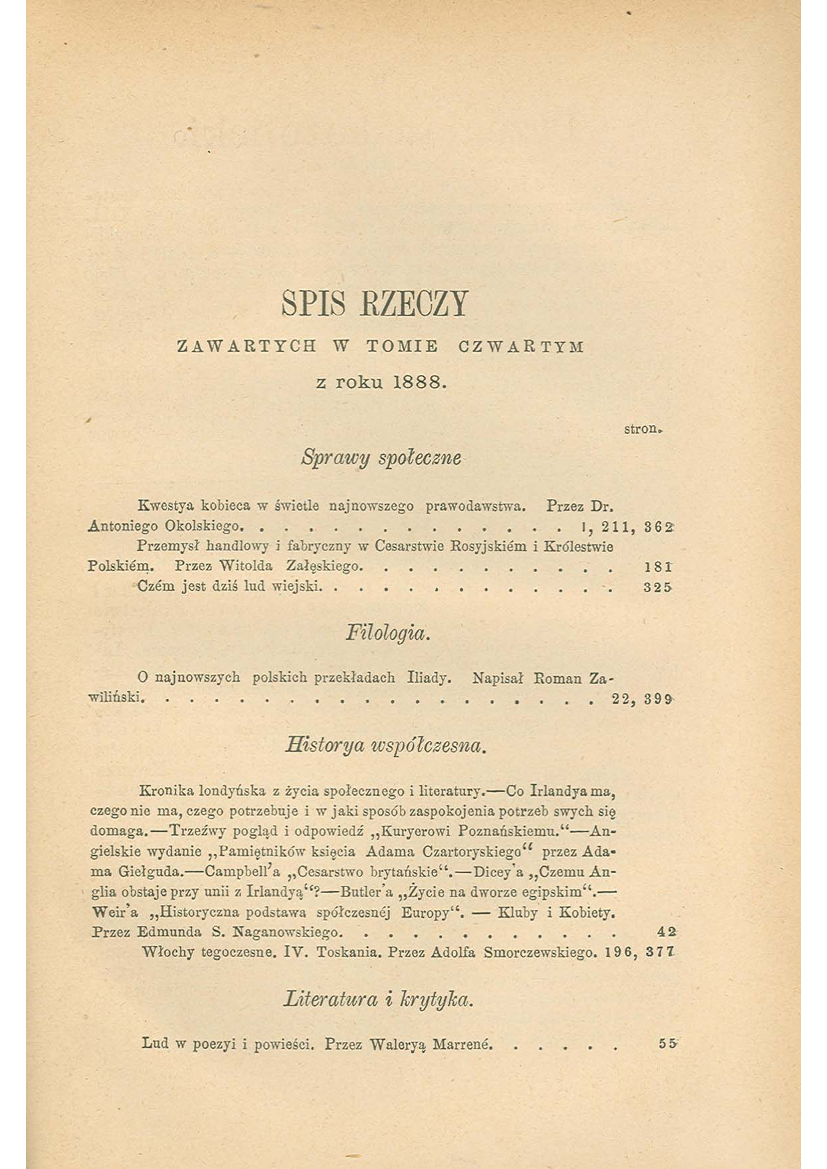 SPIS RZECZY
ZAWARTYCH W TOMIE CZWARTYM
z roku 1888.
stron.
Sprawy społeczne
Kwestya kobieca w świetle najnowszego prawodawstwa. Przez Dr.
Antoniego Okolskiego. . . . . . . . . . . . . . 1, 211, 362
Przemysł handlowy i fabryczny w Cesarstwie Rosyjskiém i Królestwie
Polskiém. Przez Witolda Załęskiego. . . . . . . . . . . 181
Czém jest dziś lud wiejski. . . . . . . . . . . . . 325
Filologia.
O najnowszych polskich przekładach Iliady. Napisał Roman Za-
wiliński. . . . . . . . . . . . . . . . . . . 22, 399
Historya współczesna.
Kronika londyńska z życia społecznego i literatury.—Co Irlandya ma,
czego nie ma, czego potrzebuje i w jaki sposób zaspokojenia potrzeb swych się
domaga.—Trzeźwy pogląd i odpowiedź „Kuryerowi Poznańskiemu.“—An-
gielskie wydanie „Pamiętników księcia Adama Czartoryskiego“ przez Ada-
ma Giełguda.—Campbell'a „Cesarstwo brytańskie“.—Dicey'a „Czemu An-
glia obstaje przy unii z Irlandyą“?—Butler'a „Życie na dworze egipskim“.—
Weir'a „Historyczna podstawa spółczesnéj Europy“. — Kluby i Kobiety.
Przez Edmunda S. Naganowskiego. . . . . . . . . . . . 42
Włochy tegoczesne. IV. Toskania. Przez Adolfa Smorczewskiego. 196, 377
Literatura i krytyka.
Lud w poezyi i powieści. Przez Waleryą Marrené. . . . . . 55